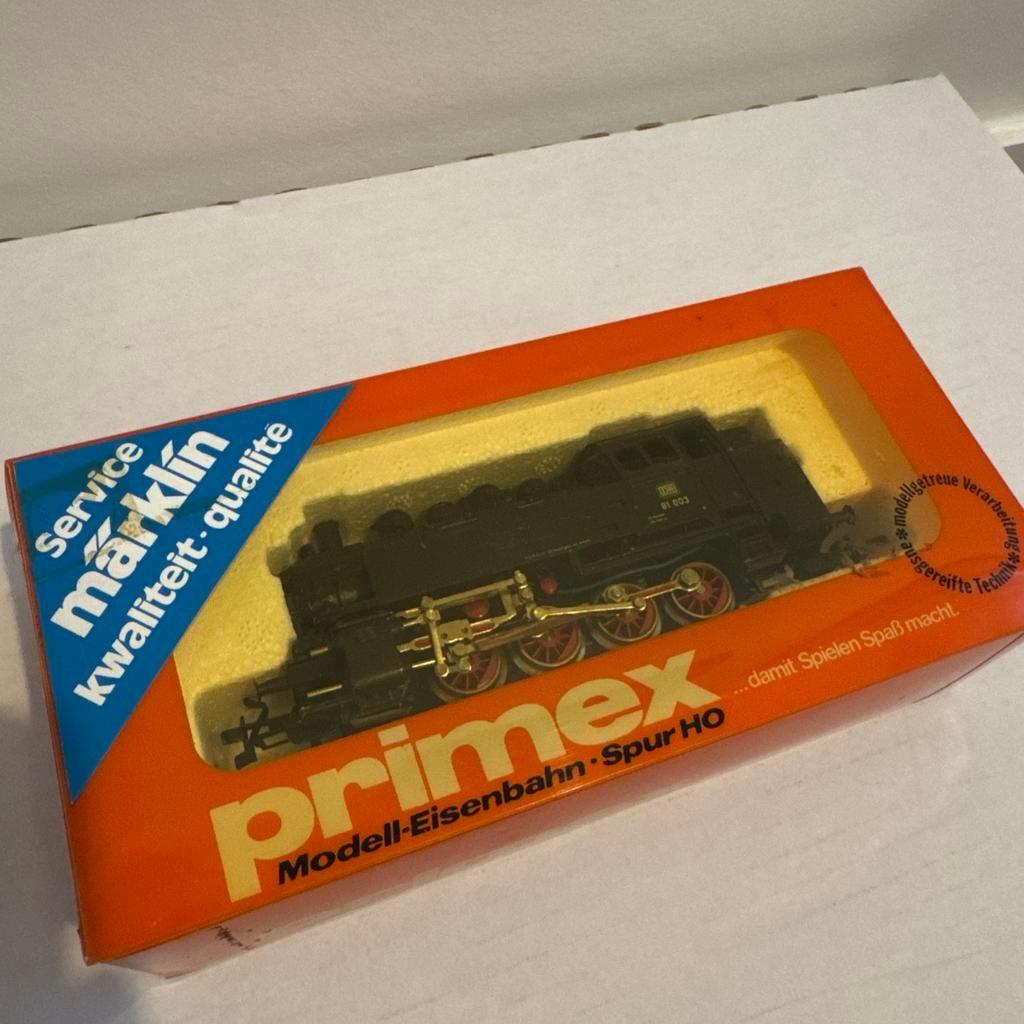 Service
märklín
kwaliteit · qualité
DB
81 003
*modellgetreue Verarbeitung*
ausgereifte Technik
primex
...damit Spielen Spaß macht.
Modell-Eisenbahn · Spur HO